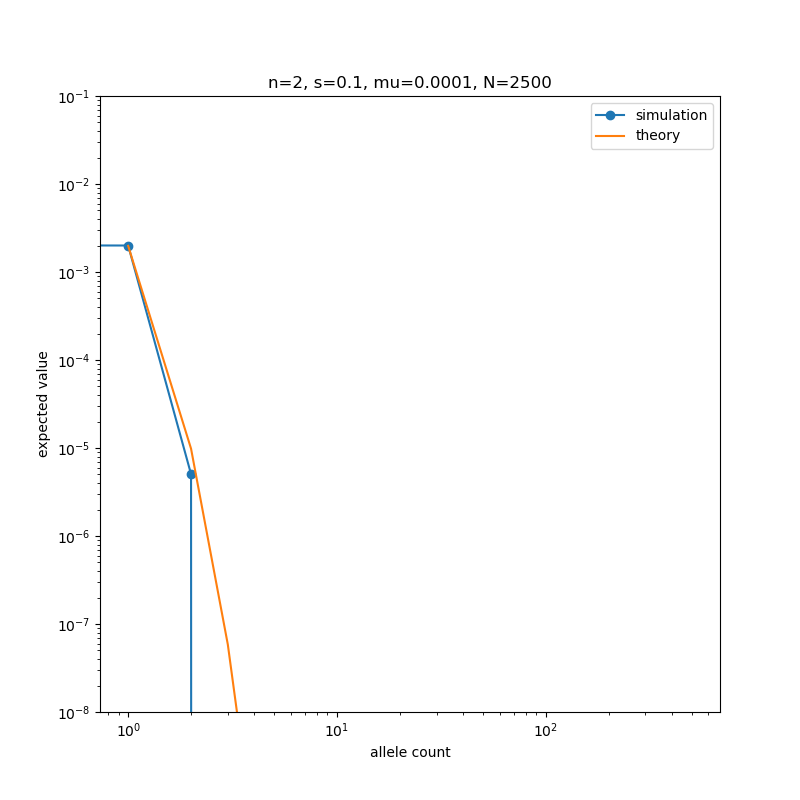 n=2, s=0.1, mu=0.0001, N=2500
simulation
theory
10⁻¹
10⁻²
10⁻³
10⁻⁴
10⁻⁵
10⁻⁶
10⁻⁷
10⁻⁸
expected value
10⁰ 10¹ 10²
allele count